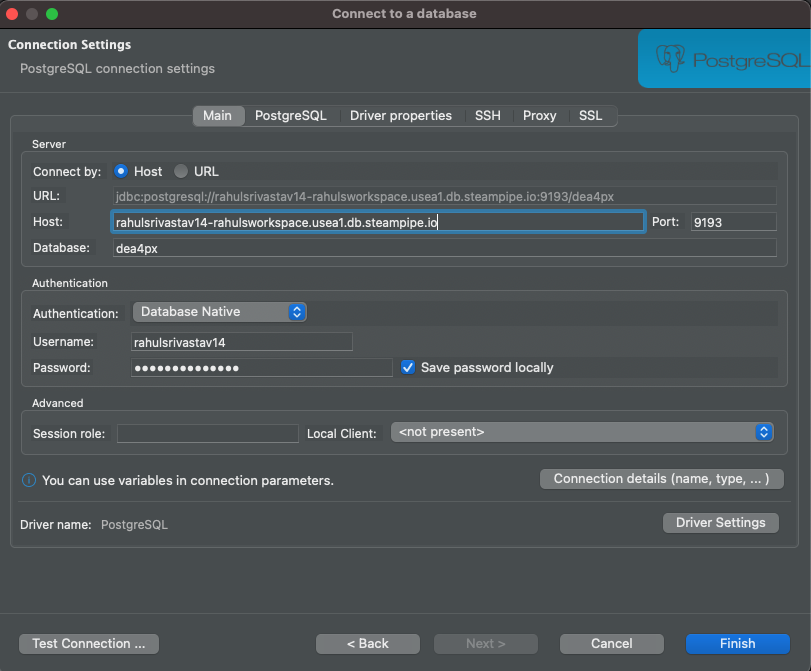 Connect to a database
Connection Settings
PostgreSQL connection settings
PostgreSQL
Main PostgreSQL Driver properties SSH Proxy SSL
Server
Connect by: Host URL
URL: jdbc:postgresql://rahulsrivastav14-rahulsworkspace.usea1.db.steampipe.io:9193/dea4px
Host: rahulsrivastav14-rahulsworkspace.usea1.db.steampipe.io Port: 9193
Database: dea4px
Authentication
Authentication: Database Native
Username: rahulsrivastav14
Password: •••••••••••••• Save password locally
Advanced
Session role: Local Client: <not present>
You can use variables in connection parameters.
Connection details (name, type, ... )
Driver name: PostgreSQL
Driver Settings
Test Connection ... < Back Next > Cancel Finish